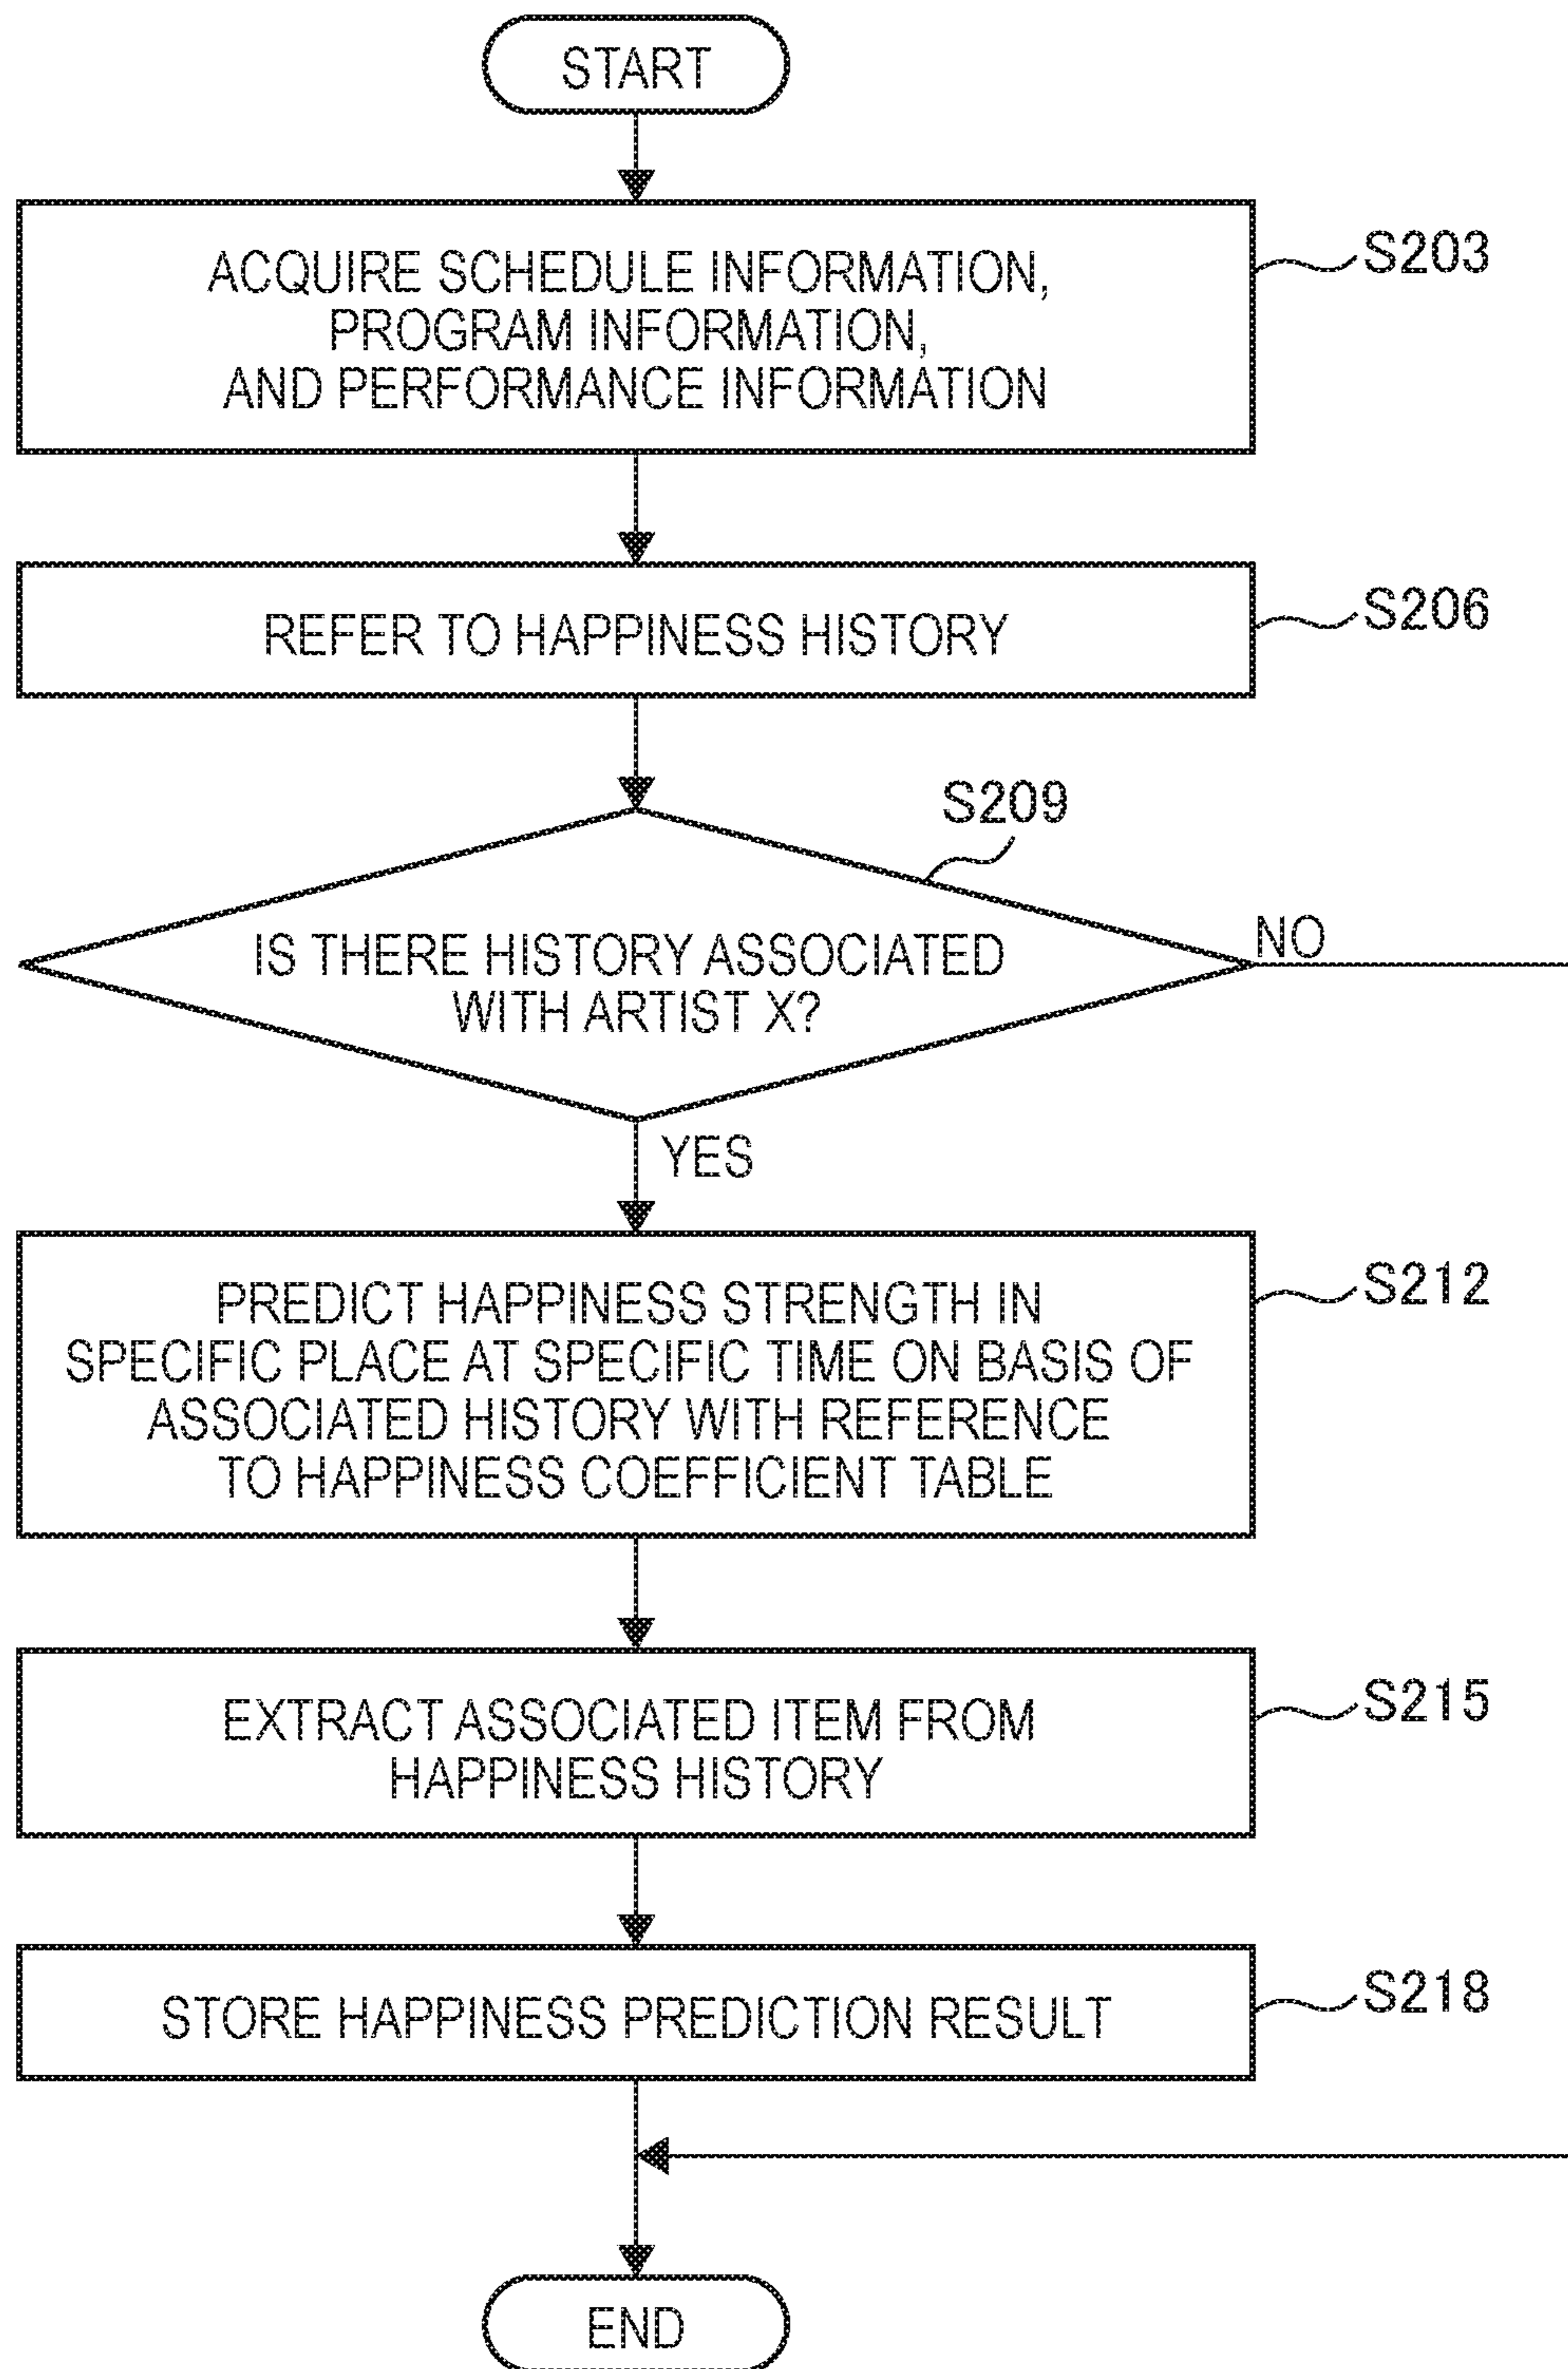 START
ACQUIRE SCHEDULE INFORMATION,
PROGRAM INFORMATION,
AND PERFORMANCE INFORMATION
S203
REFER TO HAPPINESS HISTORY
S206
S209
IS THERE HISTORY ASSOCIATED
WITH ARTIST X?
NO
YES
PREDICT HAPPINESS STRENGTH IN
SPECIFIC PLACE AT SPECIFIC TIME ON BASIS OF
ASSOCIATED HISTORY WITH REFERENCE
TO HAPPINESS COEFFICIENT TABLE
S212
EXTRACT ASSOCIATED ITEM FROM
HAPPINESS HISTORY
S215
STORE HAPPINESS PREDICTION RESULT
S218
END